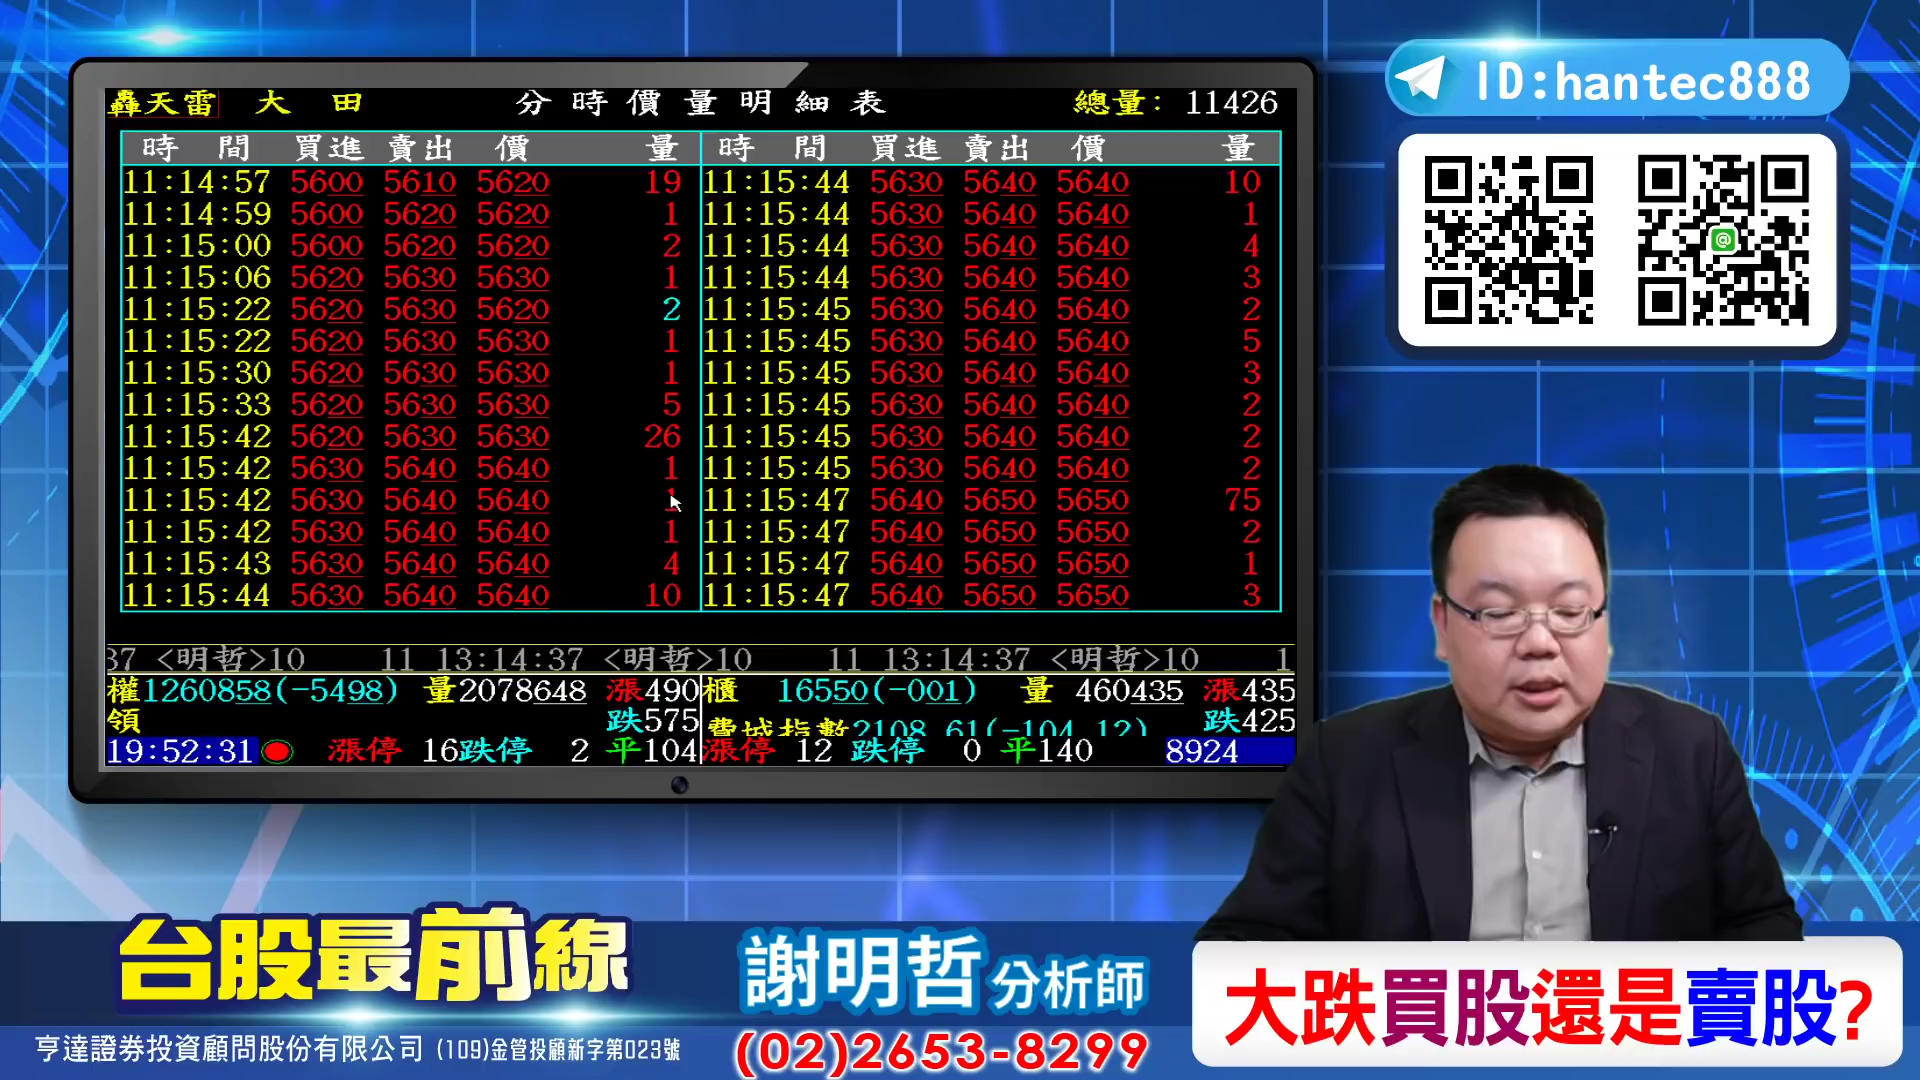 ID:hantec888
轟天雷 大 田 分時價量明細表 總量: 11426
時 間 買進 賣出 價 量 時 間 買進 賣出 價 量
11:14:57 5600 5610 5620 19 11:15:44 5630 5640 5640 10
11:14:59 5600 5620 5620 1 11:15:44 5630 5640 5640 1
11:15:00 5600 5620 5620 2 11:15:44 5630 5640 5640 4
11:15:06 5620 5630 5630 1 11:15:44 5630 5640 5640 3
11:15:22 5620 5630 5620 2 11:15:45 5630 5640 5640 2
11:15:22 5620 5630 5630 1 11:15:45 5630 5640 5640 5
11:15:30 5620 5630 5630 1 11:15:45 5630 5640 5640 3
11:15:33 5620 5630 5630 5 11:15:45 5630 5640 5640 2
11:15:42 5620 5630 5630 26 11:15:45 5630 5640 5640 2
11:15:42 5630 5640 5640 1 11:15:45 5630 5640 5640 2
11:15:42 5630 5640 5640 1 11:15:47 5640 5650 5650 75
11:15:42 5630 5640 5640 1 11:15:47 5640 5650 5650 2
11:15:43 5630 5640 5640 4 11:15:47 5640 5650 5650 1
11:15:44 5630 5640 5640 10 11:15:47 5640 5650 5650 3
37 <明哲>10 11 13:14:37 <明哲>10 11 13:14:37 <明哲>10 1
權1260858(-5498) 量2078648 漲490 櫃 16550(-001) 量 460435 漲435
領 跌575 費城指數2108.61(-104.12) 跌425
19:52:31 漲停 16跌停 2 平104 漲停 12 跌停 0 平140 8924
台股最前線
謝明哲 分析師
大跌買股還是賣股?
亨達證券投資顧問股份有限公司 (109)金管投顧新字第023號
(02)2653-8299